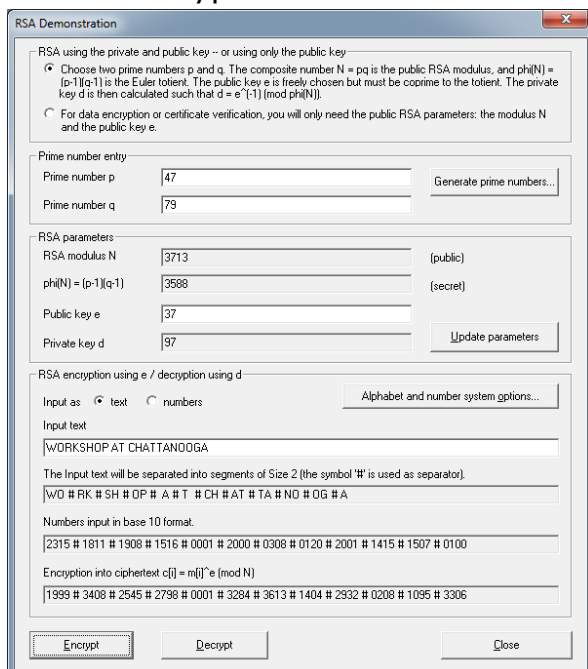 RSA Demonstration
RSA using the private and public key -- or using only the public key
Choose two prime numbers p and q. The composite number N = pq is the public RSA modulus, and phi(N) =
(p-1)(q-1) is the Euler totient. The public key e is freely chosen but must be coprime to the totient. The private
key d is then calculated such that d = e^(-1) (mod phi(N)).
For data encryption or certificate verification, you will only need the public RSA parameters: the modulus N
and the public key e.
Prime number entry
Prime number p 47 Generate prime numbers...
Prime number q 79
RSA parameters
RSA modulus N 3713 (public)
phi(N) = (p-1)(q-1) 3588 (secret)
Public key e 37
Private key d 97 Update parameters
RSA encryption using e / decryption using d
Input as text numbers Alphabet and number system options...
Input text
WORKSHOP AT CHATTANOOGA
The Input text will be separated into segments of Size 2 (the symbol '#' is used as separator).
WO # RK # SH # OP # A # T # CH # AT # TA # NO # OG # A
Numbers input in base 10 format.
2315 # 1811 # 1908 # 1516 # 0001 # 2000 # 0308 # 0120 # 2001 # 1415 # 1507 # 0100
Encryption into ciphertext c[i] = m[i]^e (mod N)
1999 # 3408 # 2545 # 2798 # 0001 # 3284 # 3613 # 1404 # 2932 # 0208 # 1095 # 3306
Encrypt Decrypt Close